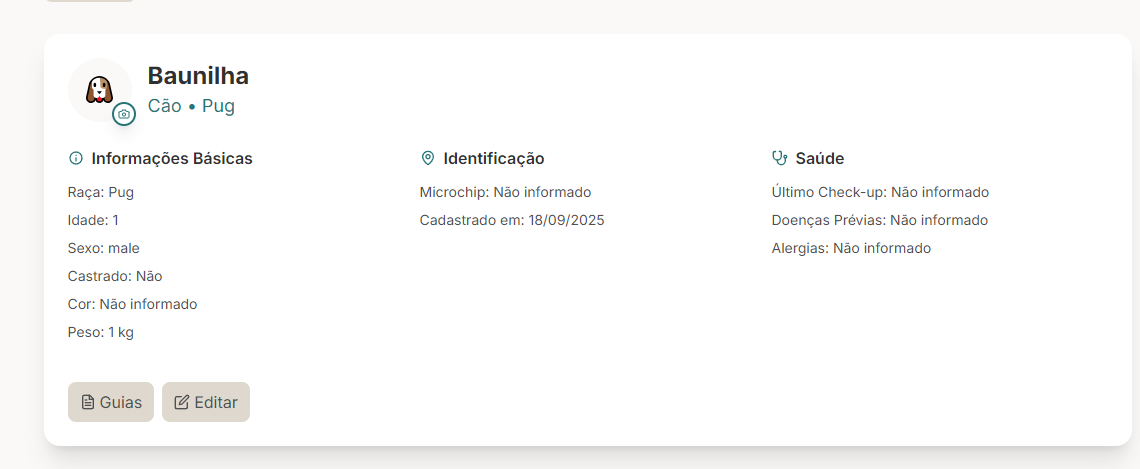 Baunilha
Cão • Pug
Informações Básicas
Raça: Pug
Idade: 1
Sexo: male
Castrado: Não
Cor: Não informado
Peso: 1 kg
Identificação
Microchip: Não informado
Cadastrado em: 18/09/2025
Saúde
Último Check-up: Não informado
Doenças Prévias: Não informado
Alergias: Não informado
Guias
Editar